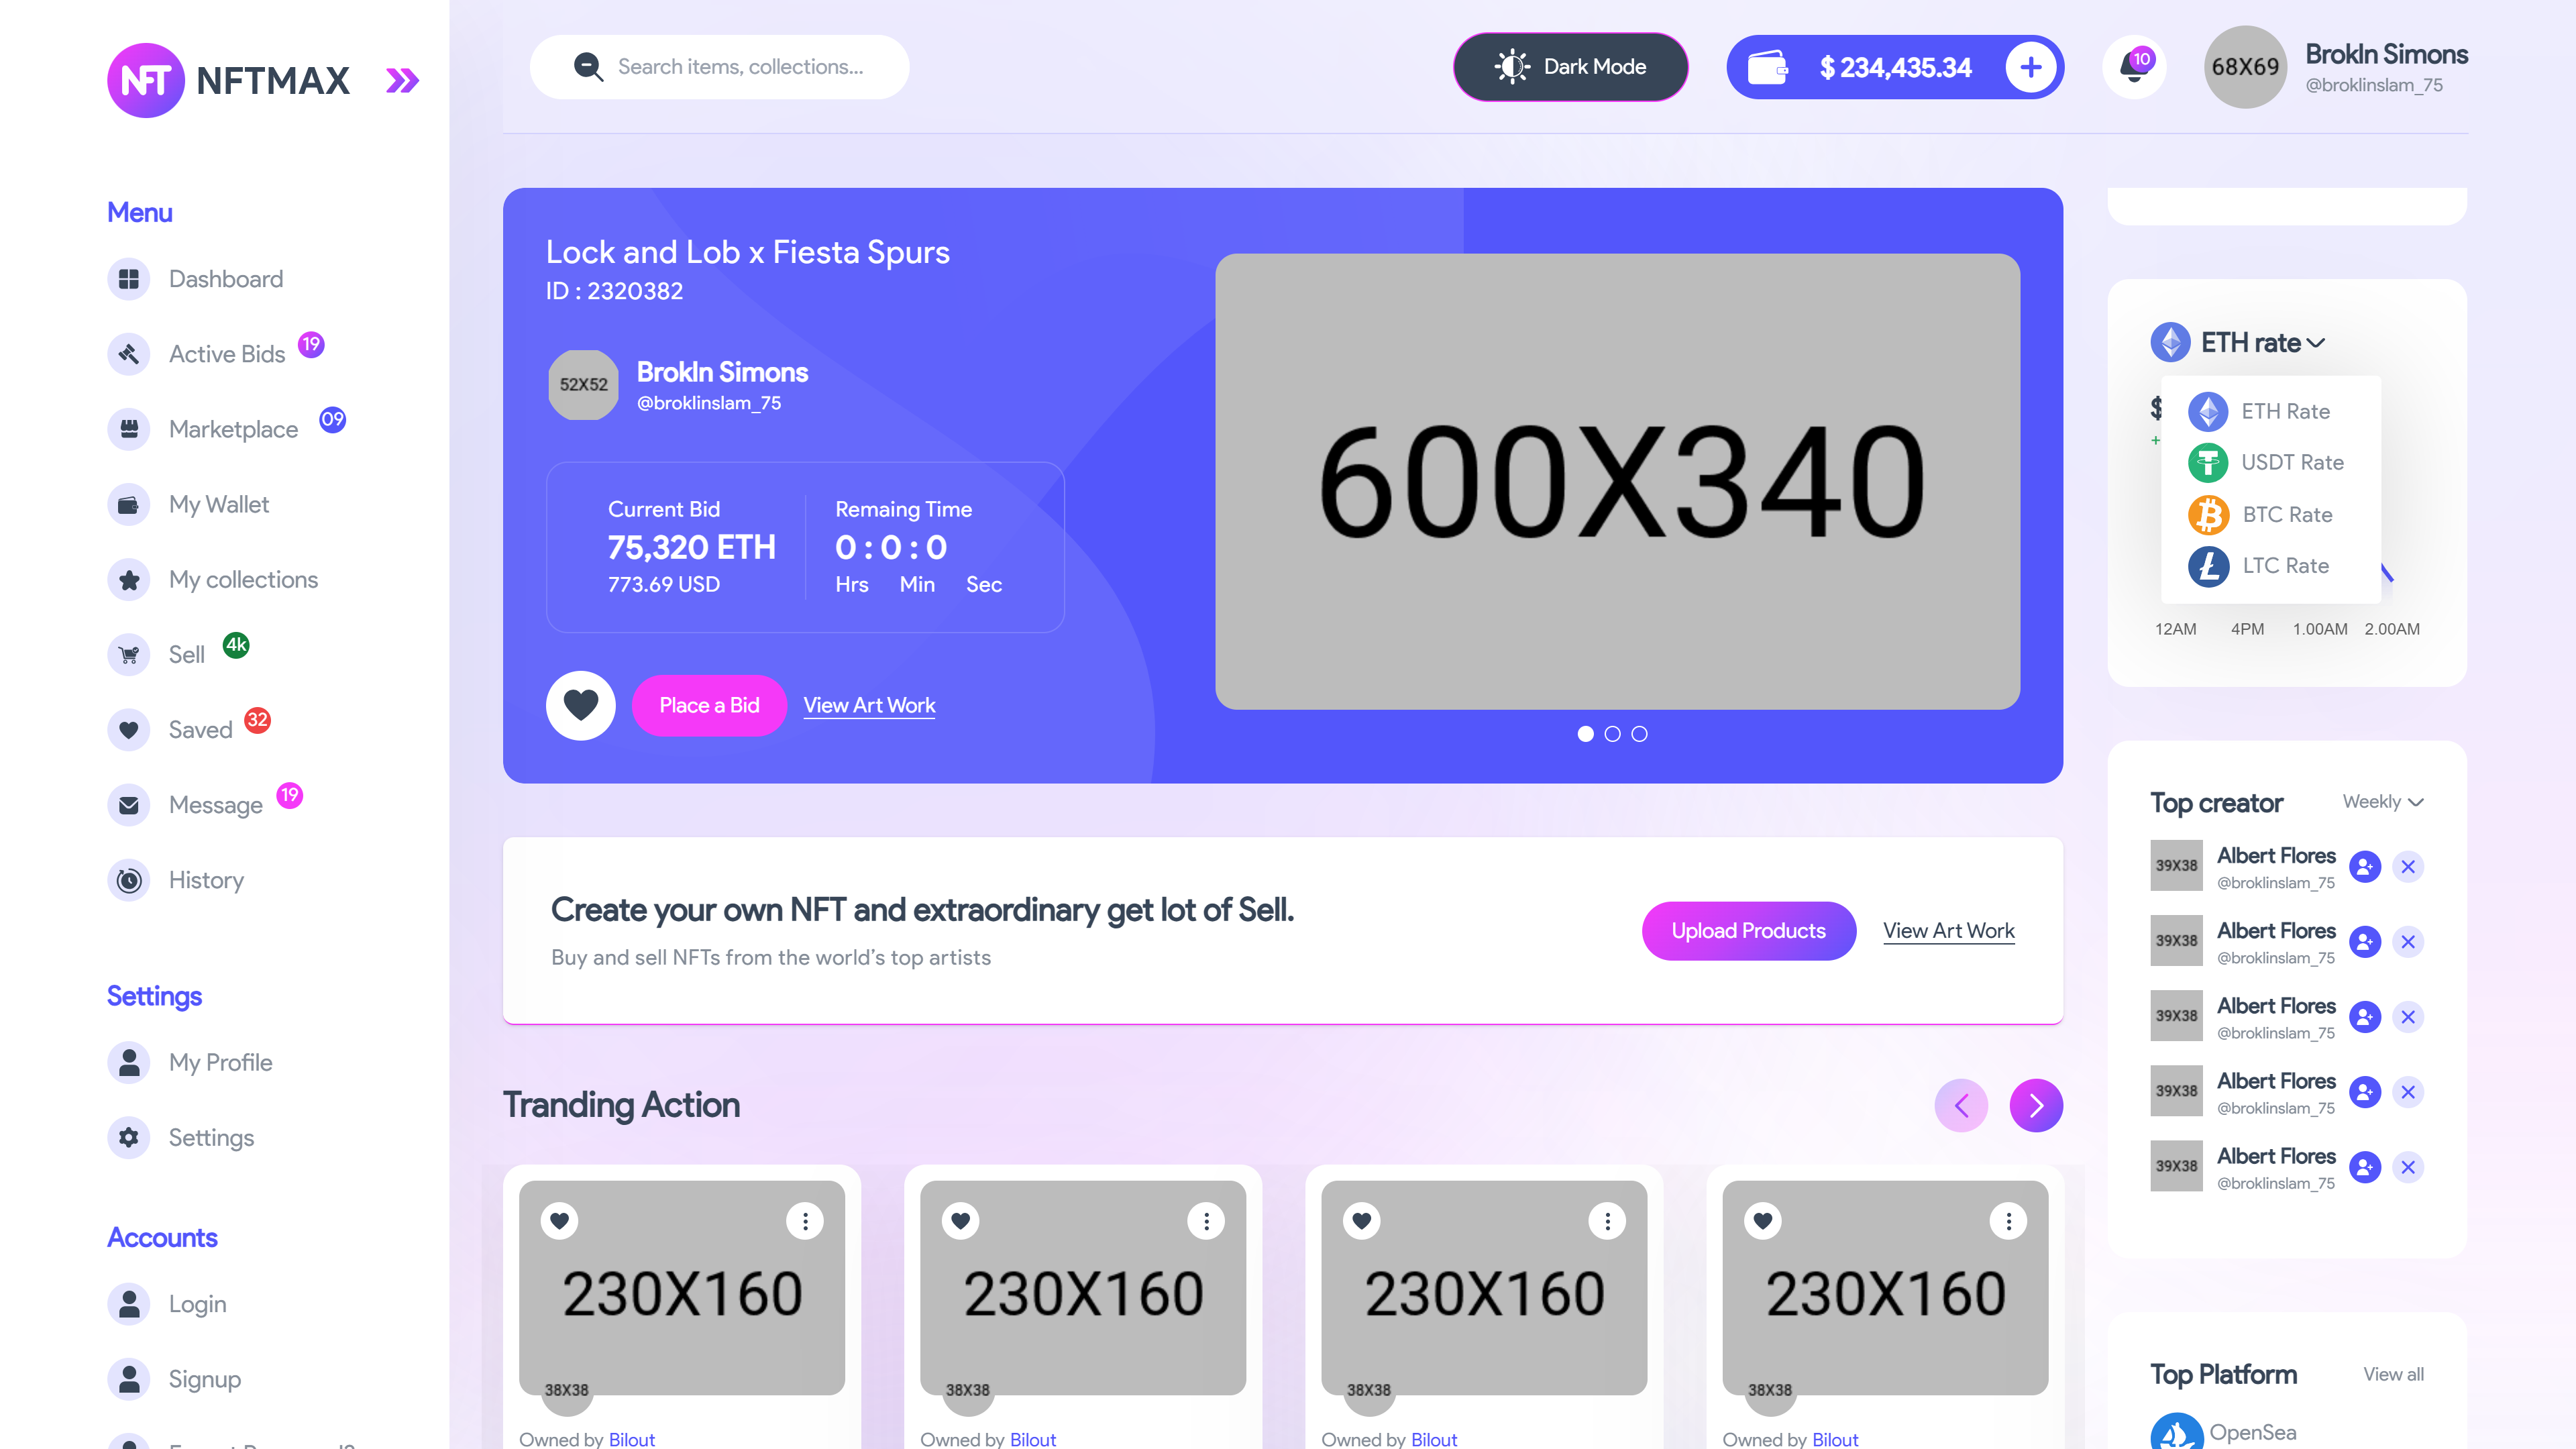 NFT NFTMAX
Menu
Dashboard
Active Bids 19
Marketplace 09
My Wallet
My collections
Sell 4k
Saved 32
Message 19
History
Settings
My Profile
Settings
Accounts
Login
Signup
Search items, collections...
Dark Mode
$ 234,435.34
10
68X69
Brokln Simons
@broklinslam_75
Lock and Lob x Fiesta Spurs
ID : 2320382
52X52
Brokln Simons
@broklinslam_75
Current Bid
75,320 ETH
773.69 USD
Remaing Time
0 : 0 : 0
Hrs Min Sec
Place a Bid
View Art Work
600X340
Create your own NFT and extraordinary get lot of Sell.
Buy and sell NFTs from the world's top artists
Upload Products
View Art Work
Tranding Action
230X160
38X38
Owned by Bilout
230X160
38X38
Owned by Bilout
230X160
38X38
Owned by Bilout
230X160
38X38
Owned by Bilout
ETH rate
$
+
ETH Rate
USDT Rate
BTC Rate
LTC Rate
12AM 4PM 1.00AM 2.00AM
Top creator
Weekly
39X38
Albert Flores
@broklinslam_75
39X38
Albert Flores
@broklinslam_75
39X38
Albert Flores
@broklinslam_75
39X38
Albert Flores
@broklinslam_75
39X38
Albert Flores
@broklinslam_75
Top Platform
View all
OpenSea